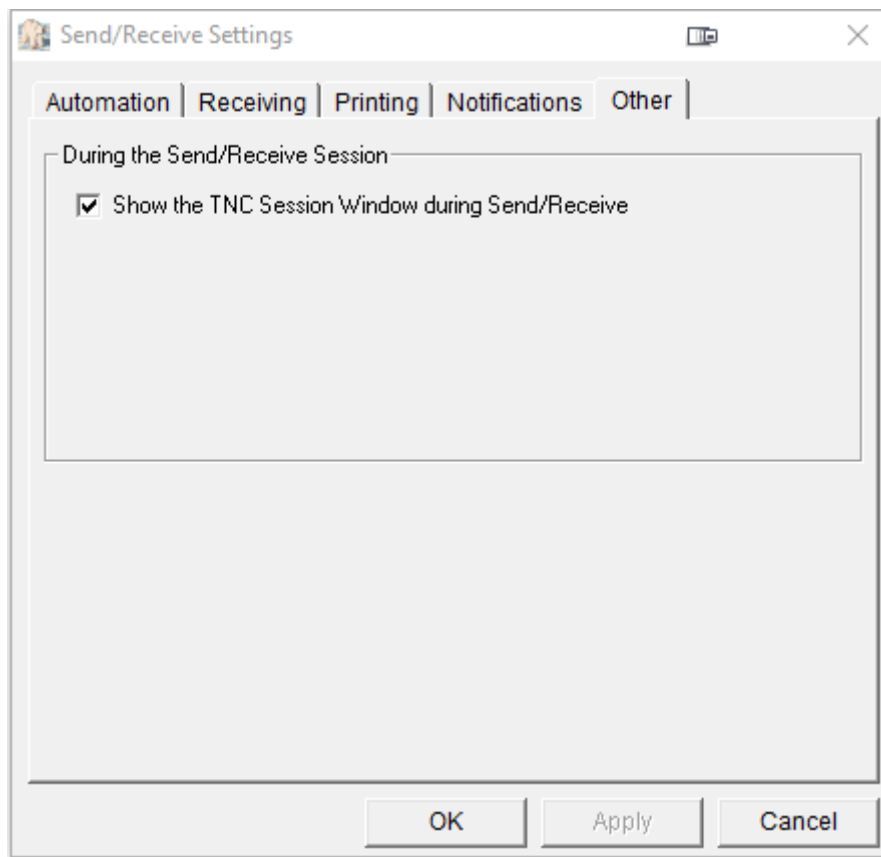 Send/Receive Settings
Automation Receiving Printing Notifications Other
During the Send/Receive Session
Show the TNC Session Window during Send/Receive
OK Apply Cancel